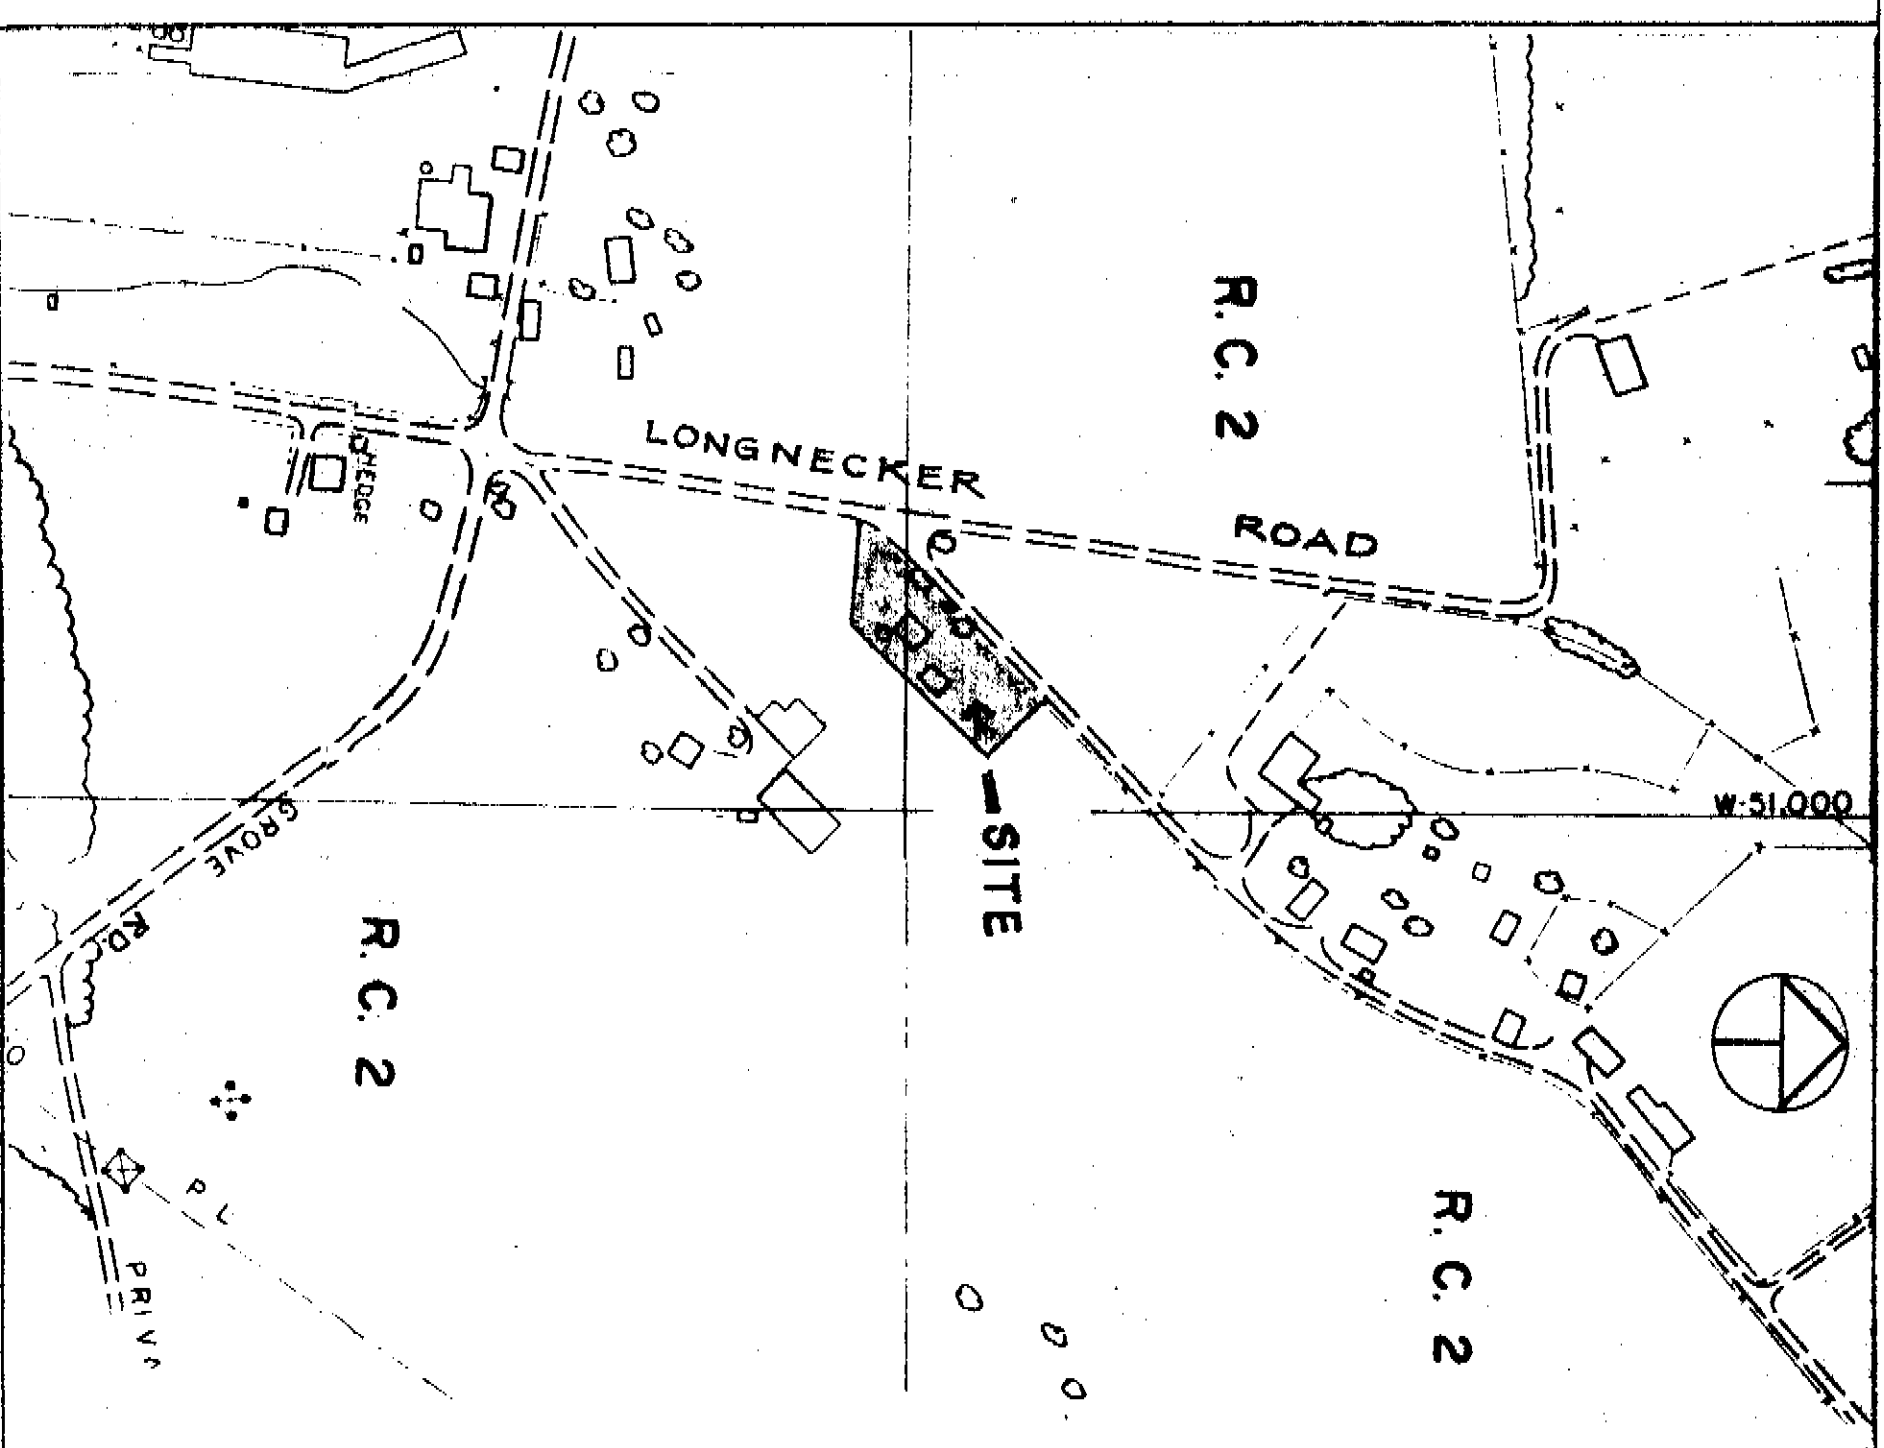 R.C. 2
LONGNECKER ROAD
HEDGE
W-51,000
SITE
GROVE RD.
R.C. 2
R.C. 2
P L
PRIV